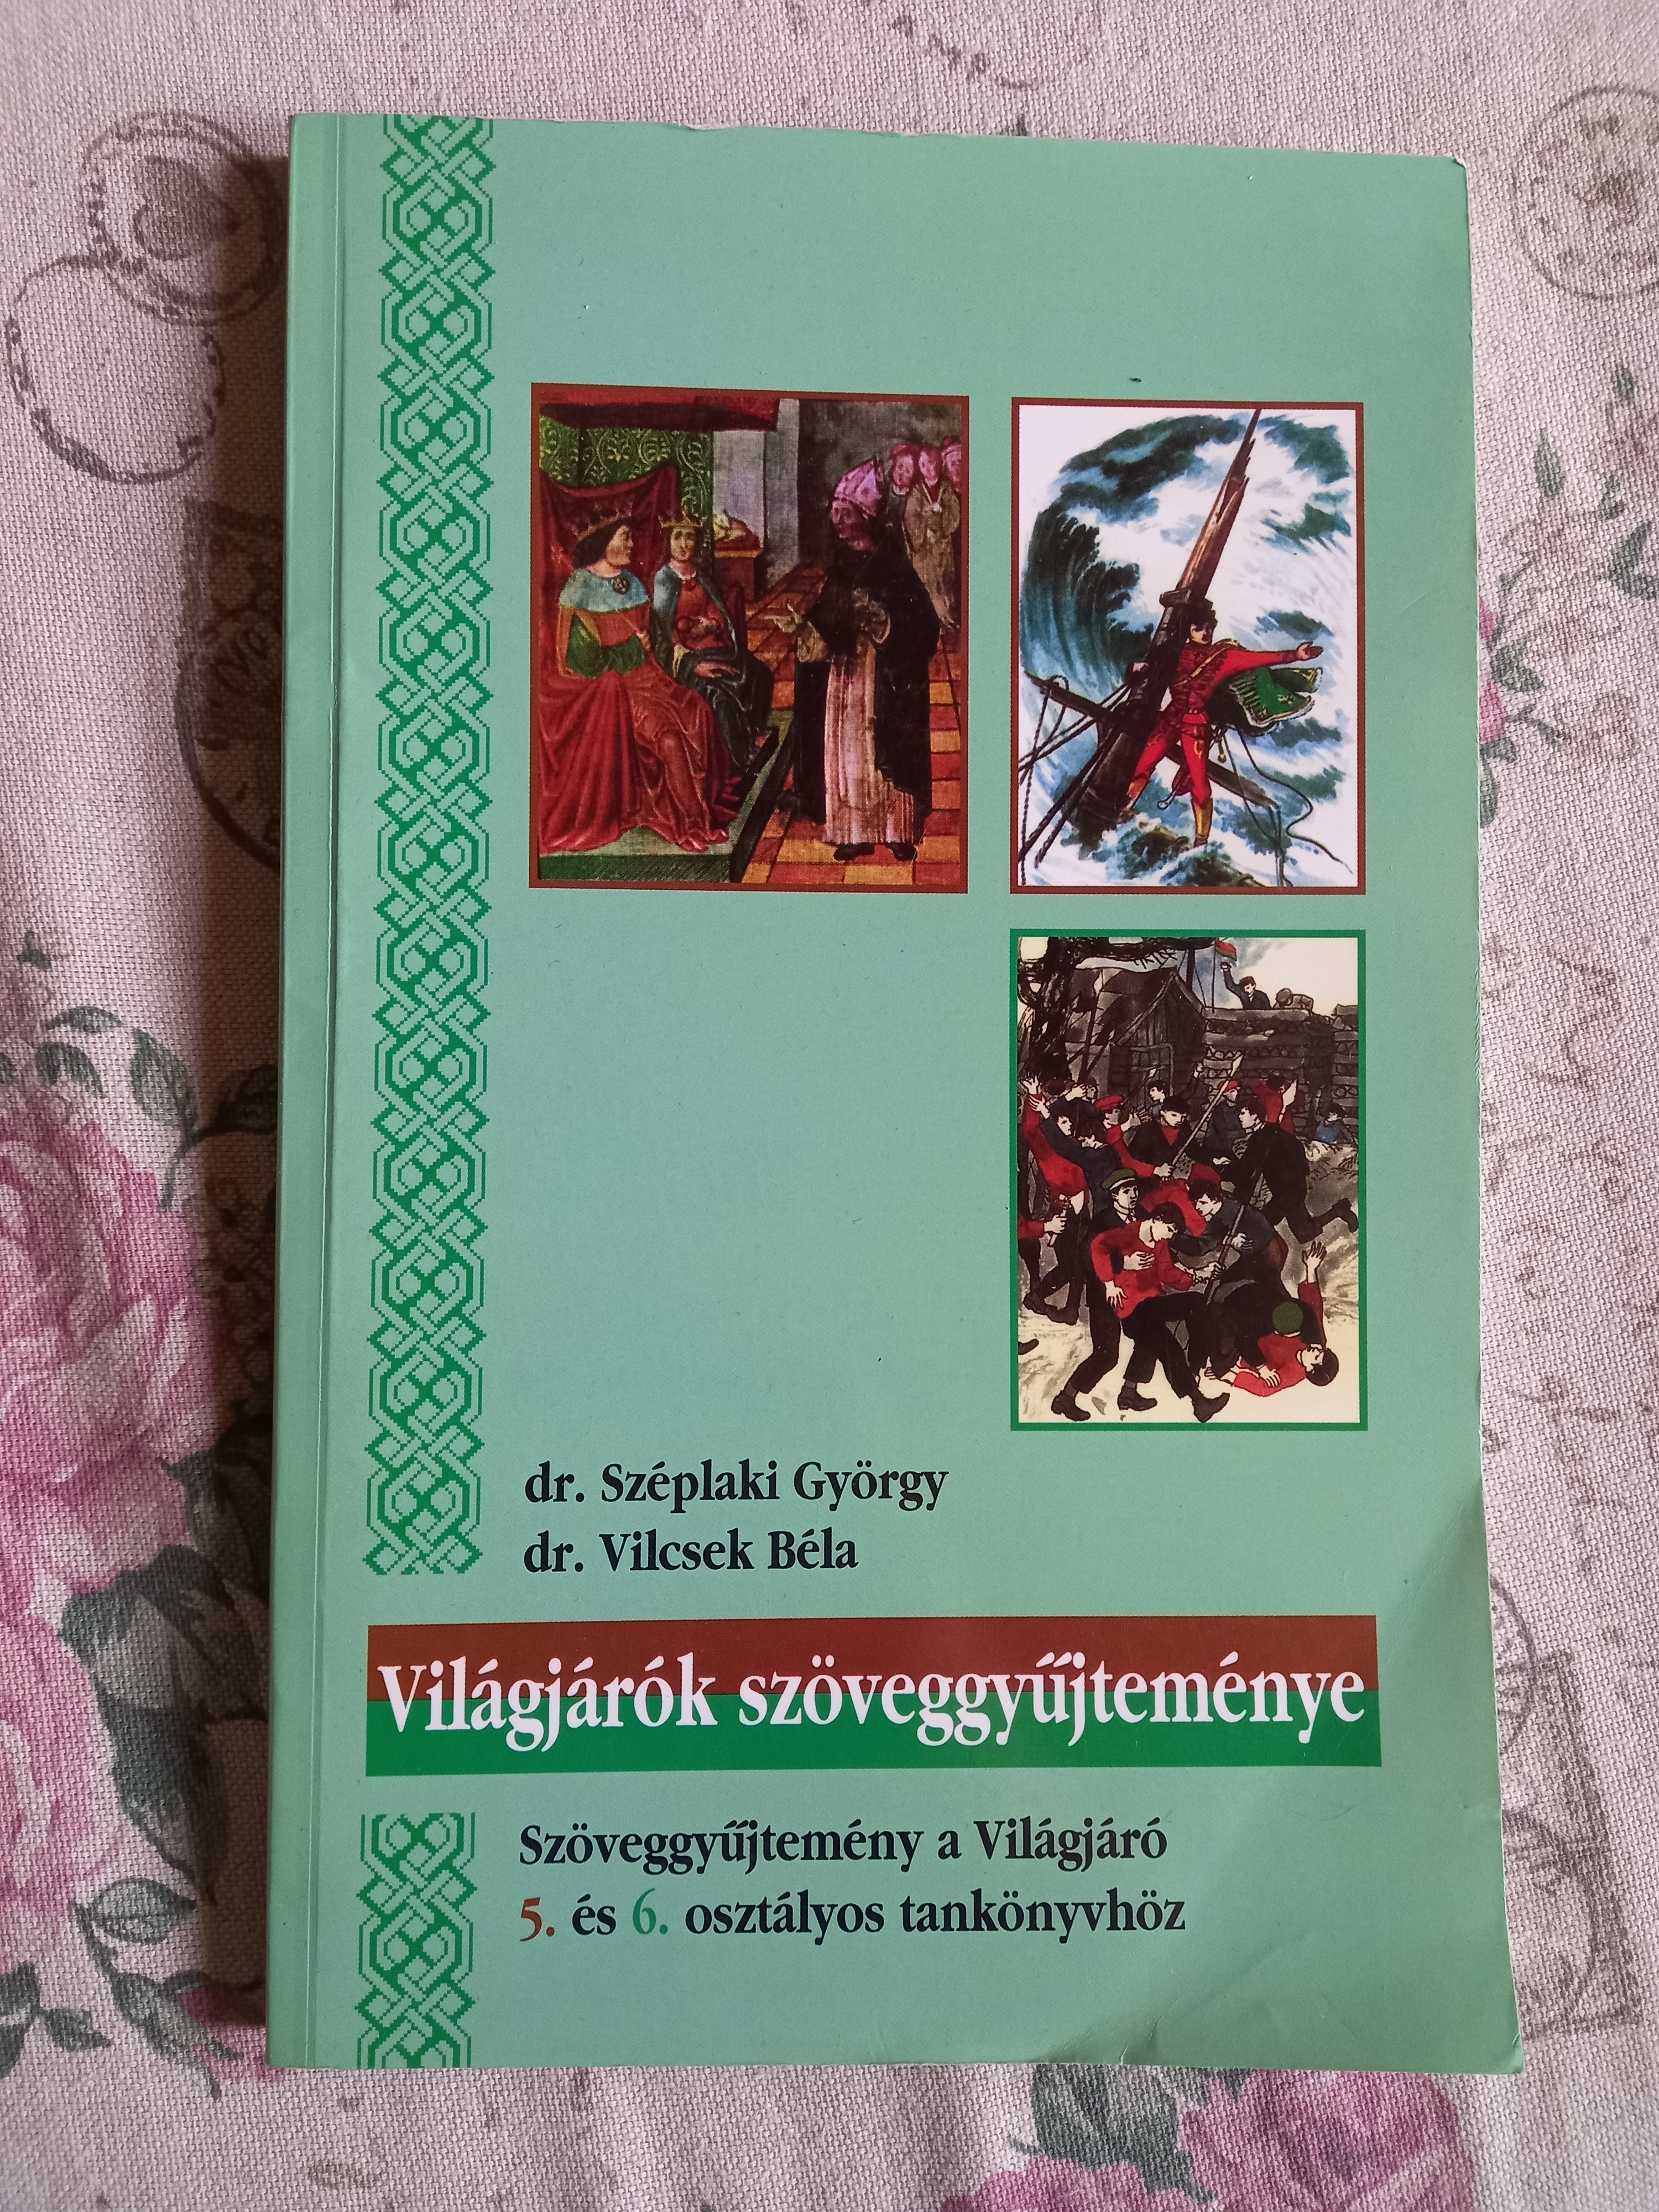 dr. Széplaki György
dr. Vilcsek Béla
Világjárók szöveggyűjteménye
Szöveggyűjtemény a Világjáró
5. és 6. osztályos tankönyvhöz